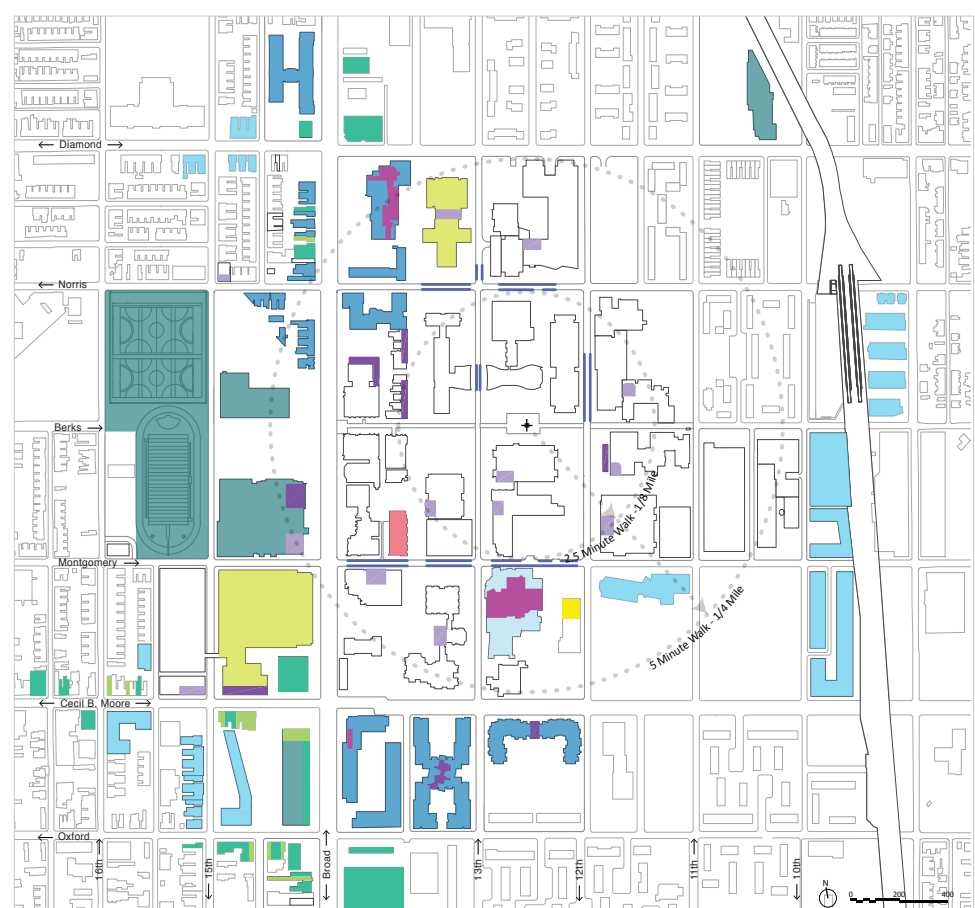 Diamond
Norris
Berks
2.5 Minute Walk -1/8 Mile
Montgomery
5 Minute Walk - 1/4 Mile
Cecil B. Moore
Oxford
16th
15th
Broad
13th
12th
11th
10th
N
0 200 400